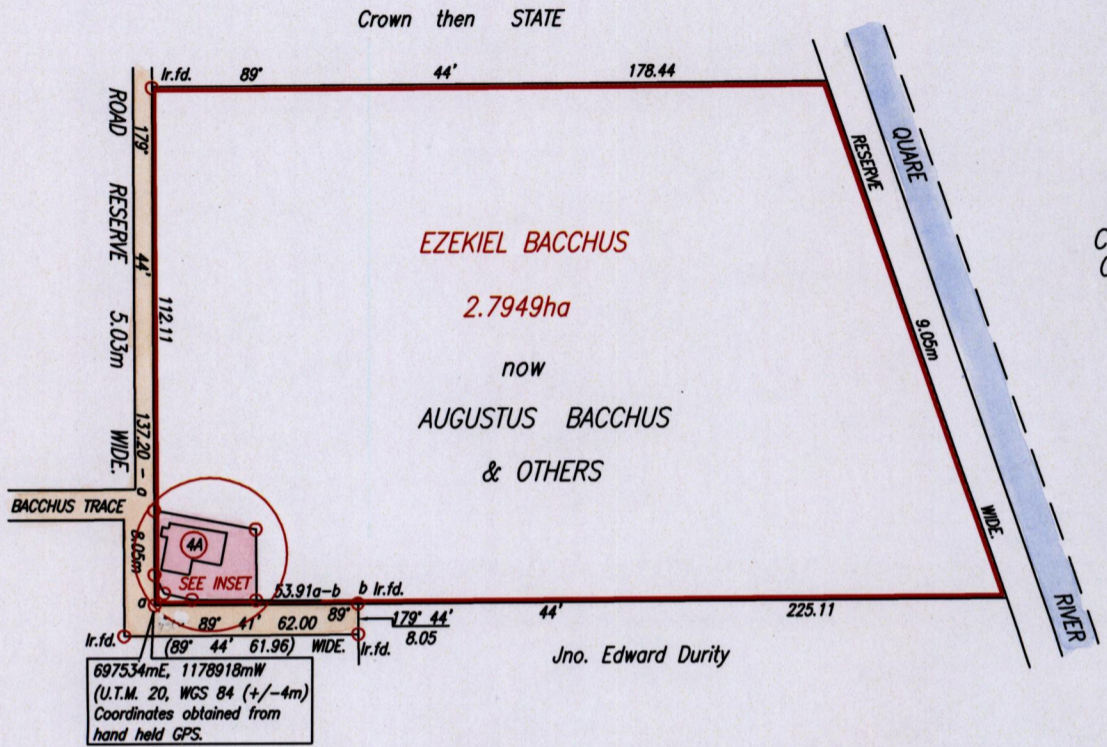 Crown then STATE
Ir.fd. 89° 44' 178.44
ROAD RESERVE 5.03m WIDE.
179° 44' 137.20 - a
112.11
RESERVE 9.05m WIDE.
QUARE RIVER
C
EZEKIEL BACCHUS
2.7949ha
now
AUGUSTUS BACCHUS
& OTHERS
BACCHUS TRACE
8.05m
4A
SEE INSET
53.91a-b b Ir.fd.
a 89° 41' 62.00 89° 44' 225.11
179° 44'
8.05
Ir.fd. (89° 44' 61.96) WIDE. Ir.fd.
Jno. Edward Durity
697534mE, 1178918mW
(U.T.M. 20, WGS 84 (+/-4m)
Coordinates obtained from
hand held GPS.